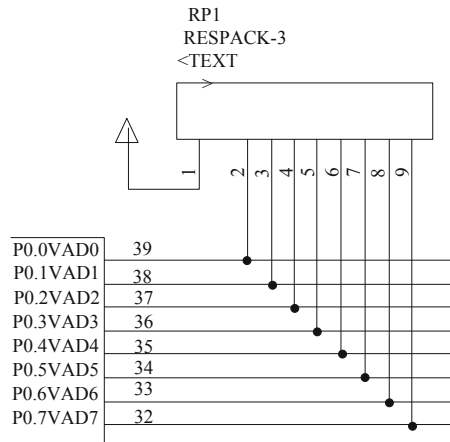 RP1
RESPACK-3
<TEXT
1 2 3 4 5 6 7 8 9
P0.0VAD0 39
P0.1VAD1 38
P0.2VAD2 37
P0.3VAD3 36
P0.4VAD4 35
P0.5VAD5 34
P0.6VAD6 33
P0.7VAD7 32